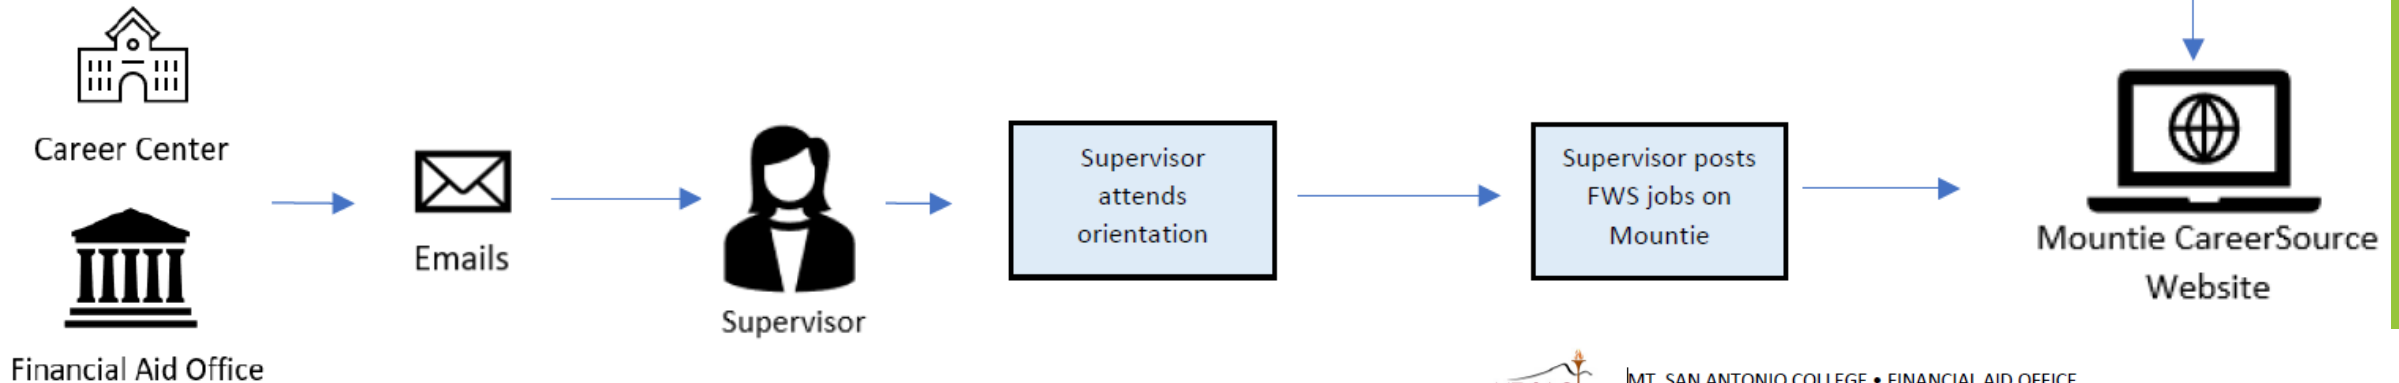 Career Center
Financial Aid Office
Emails
Supervisor
Supervisor
attends
orientation
Supervisor posts
FWS jobs on
Mountie
Mountie CareerSource
Website
MT. SAN ANTONIO COLLEGE • FINANCIAL AID OFFICE